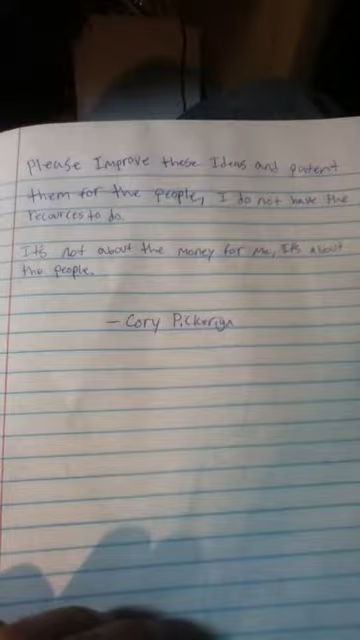 Please Improve these Ideas and patent
them for the people, I do not have the
recources to do.
It's not about the money for me, It's about
the people.
— Cory Pickerign